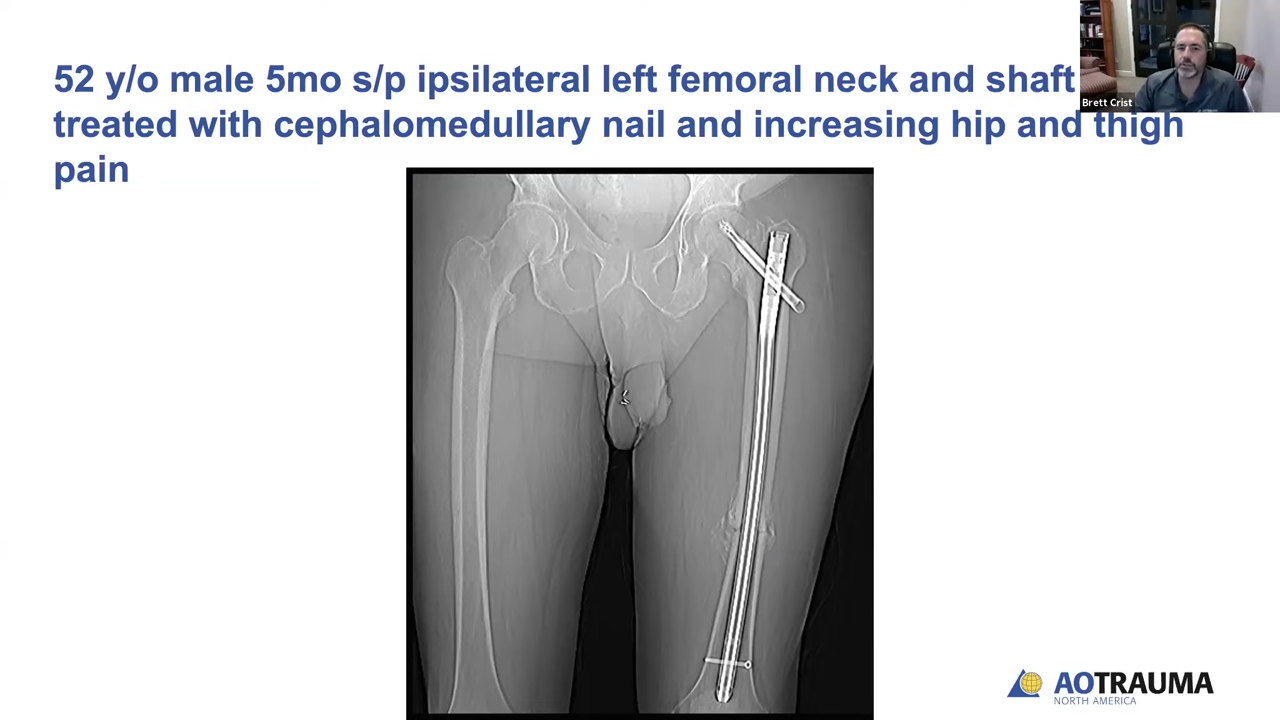 52 y/o male 5mo s/p ipsilateral left femoral neck and shaft
treated with cephalomedullary nail and increasing hip and thigh
pain
Brett Crist
AOTRAUMA
NORTH AMERICA